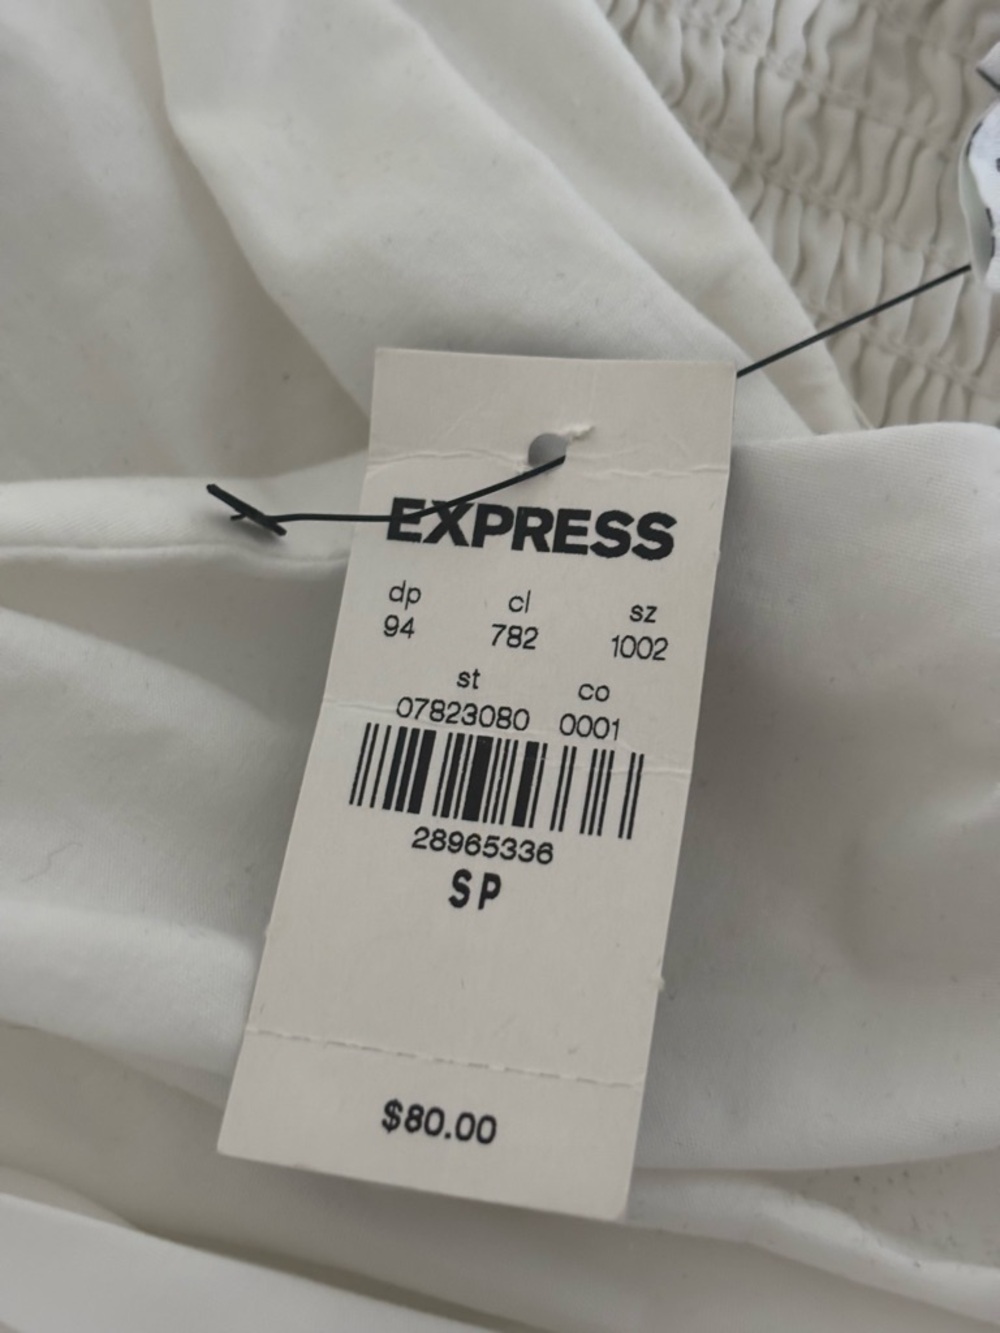 EXPRESS
dp cl sz
94 782 1002
st co
07823080 0001
28965336
SP
$80.00